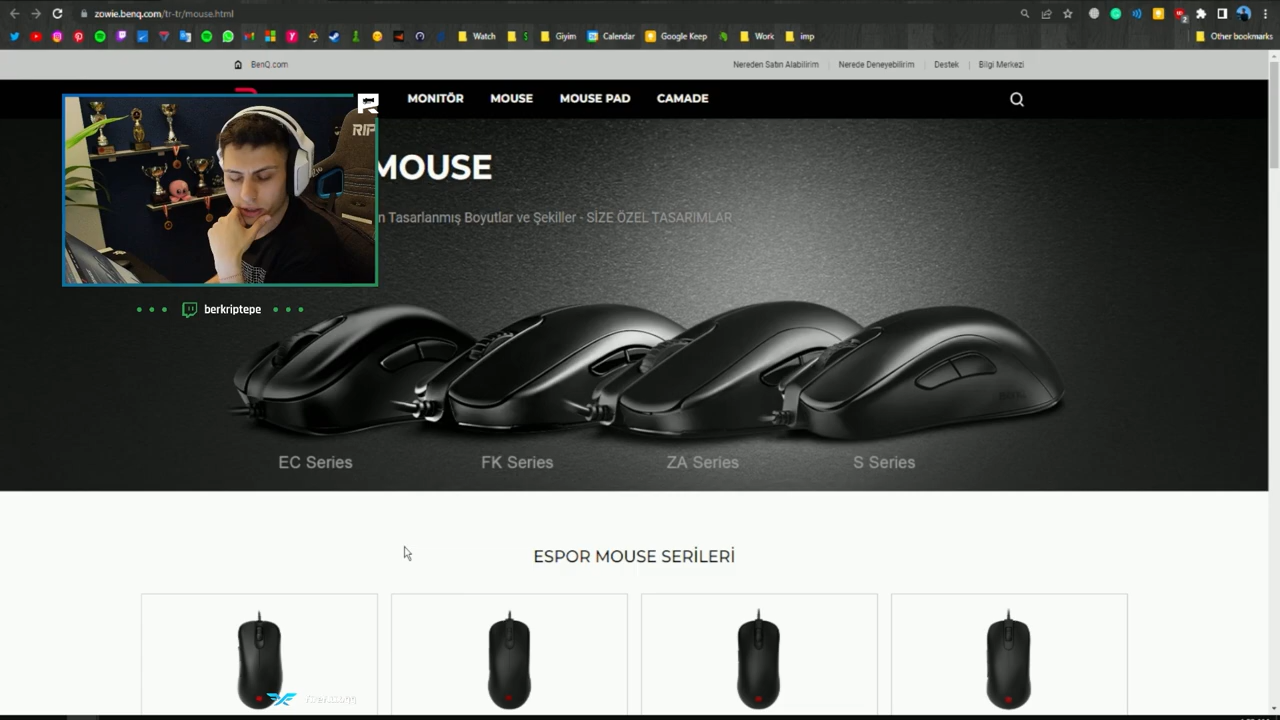 zowie.benq.com/tr-tr/mouse.html
Watch
$
Giyim
Calendar
Google Keep
Work
imp
Other bookmarks
BenQ.com
Nereden Satın Alabilirim
Nerede Deneyebilirim
Destek
Bilgi Merkezi
MONITÖR
MOUSE
MOUSE PAD
CAMADE
RIP
MOUSE
n Tasarlanmış Boyutlar ve Şekiller - SİZE ÖZEL TASARIMLAR
berkriptepe
EC Series
FK Series
ZA Series
S Series
ESPOR MOUSE SERİLERİ